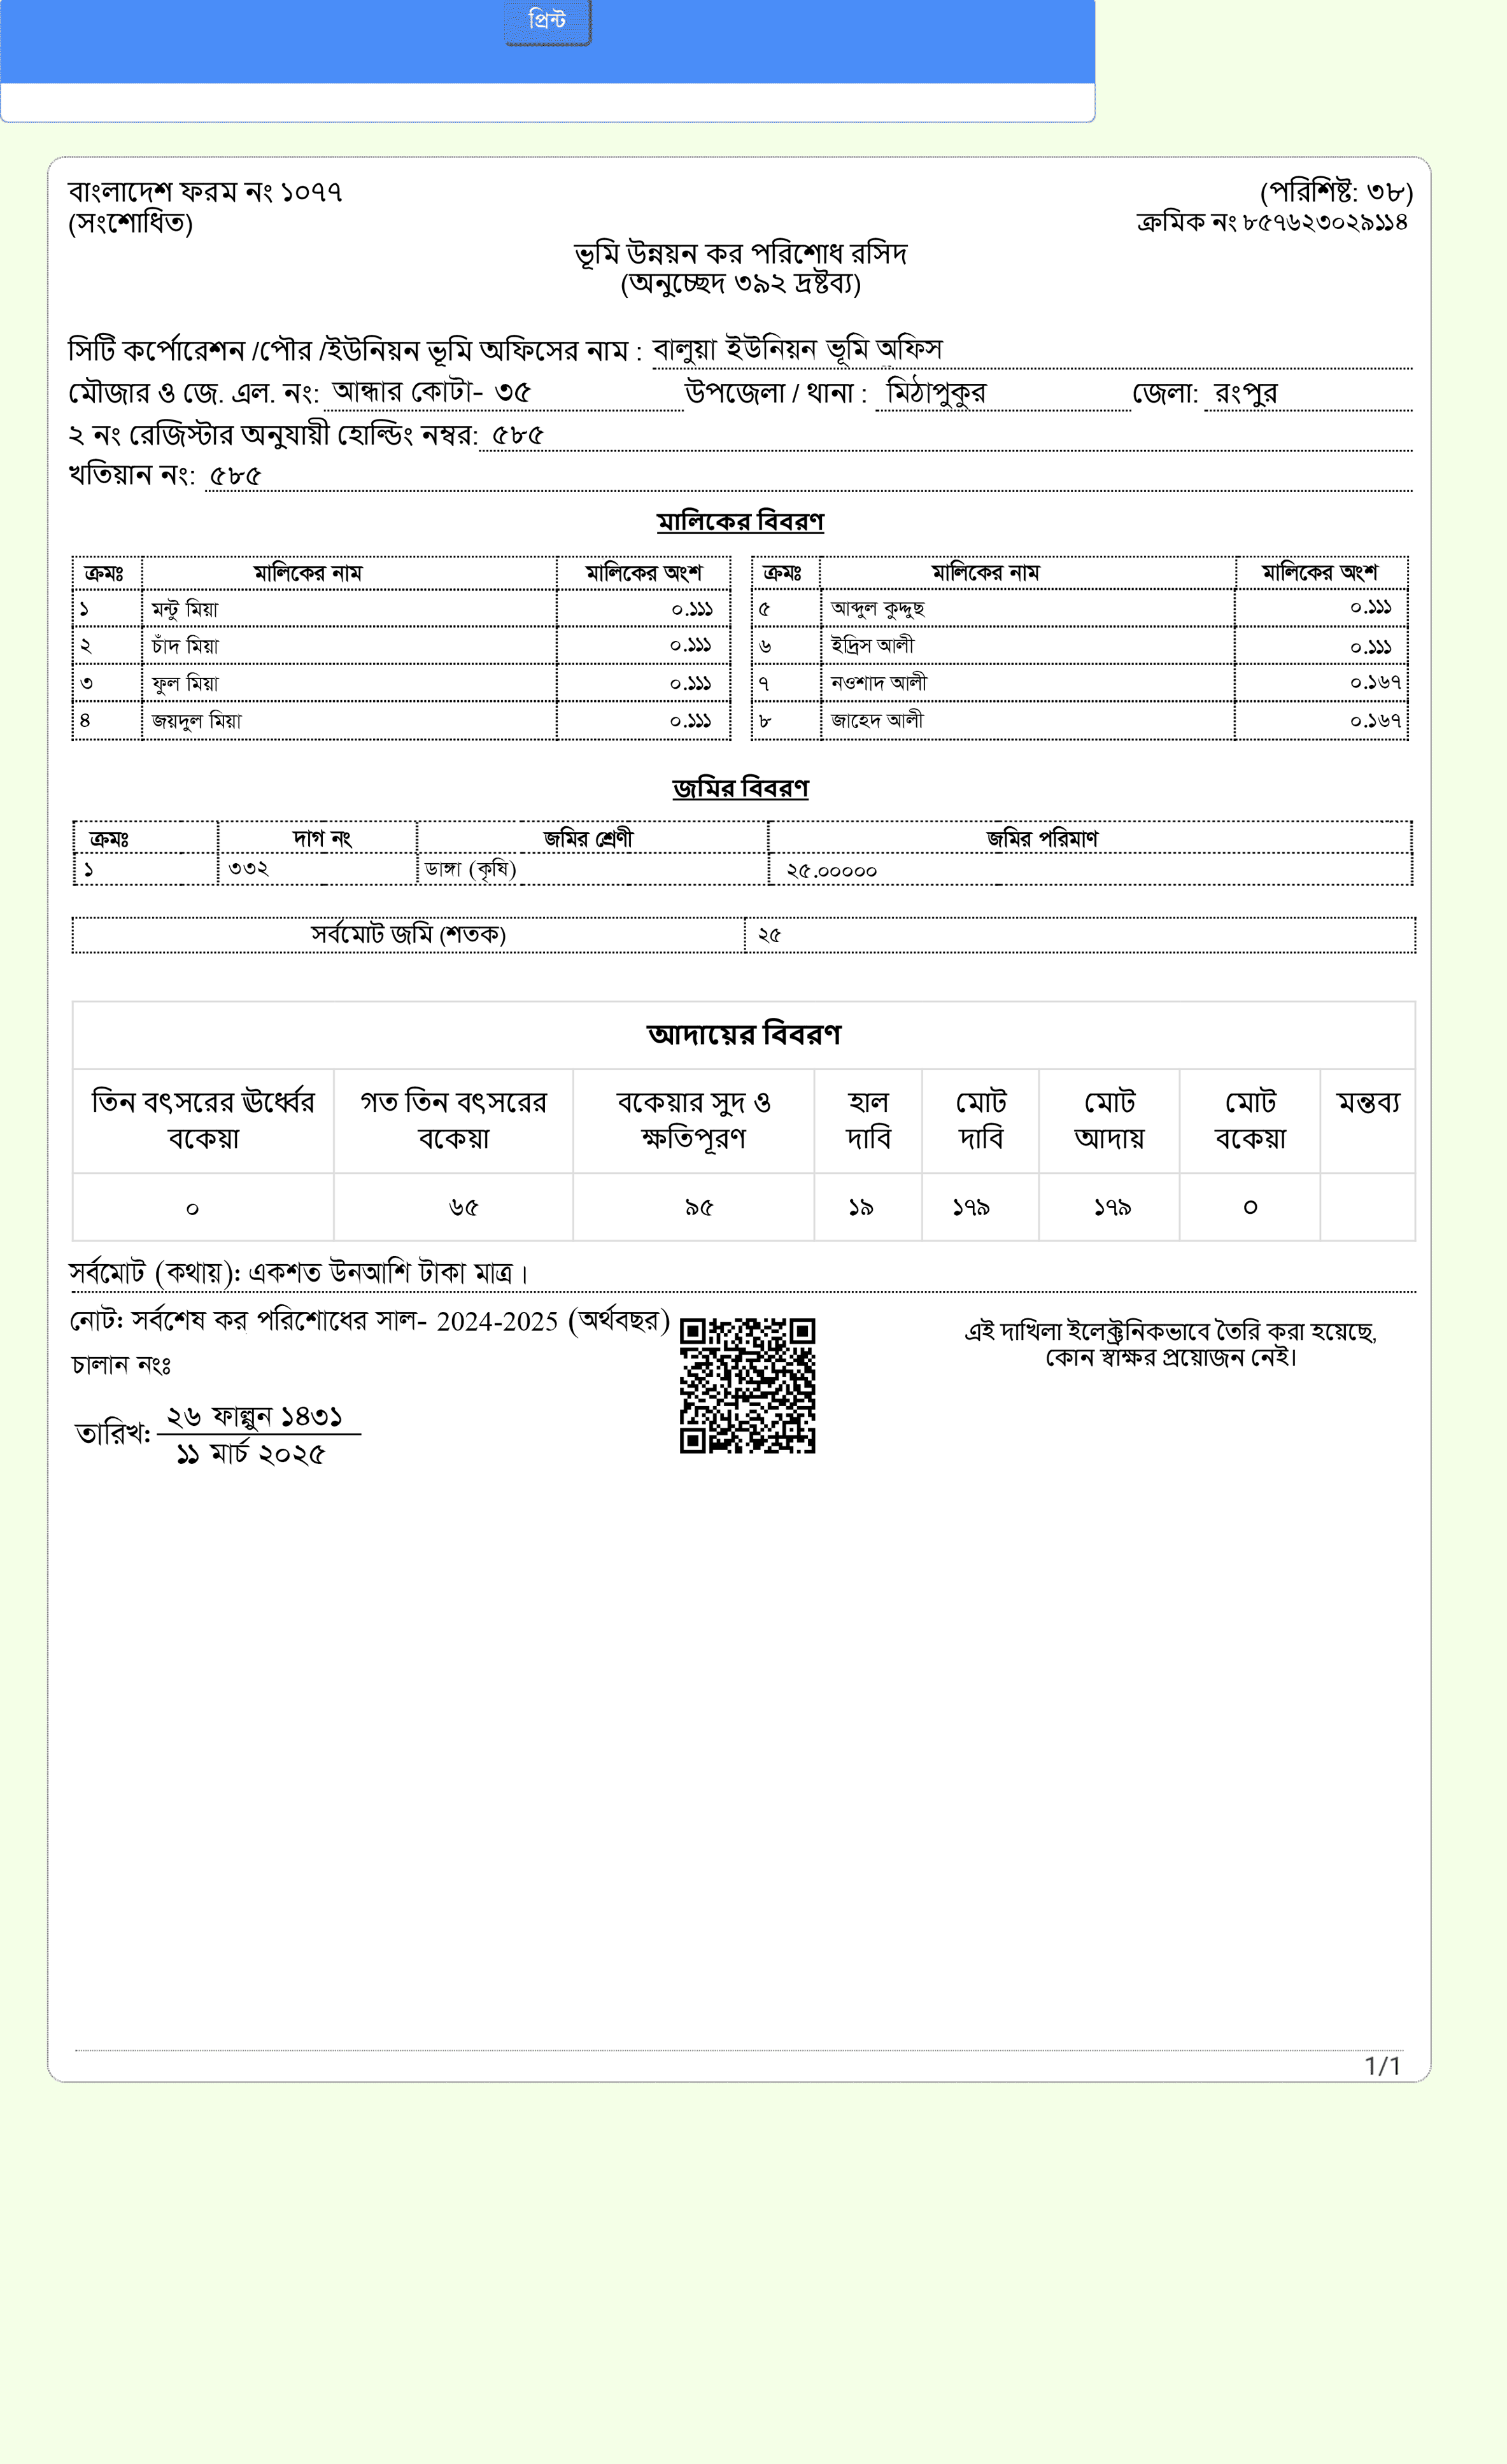 প্রিন্ট
বাংলাদেশ ফরম নং ১০৭৭
(সংশোধিত)
(পরিশিষ্ট: ৩৮)
ক্রমিক নং ৮৫৭৬২৩০২৯১১৪
ভূমি উন্নয়ন কর পরিশোধ রসিদ
(অনুচ্ছেদ ৩৯২ দ্রষ্টব্য)
সিটি কর্পোরেশন /পৌর /ইউনিয়ন ভূমি অফিসের নাম : বালুয়া ইউনিয়ন ভূমি অফিস
মৌজার ও জে. এল. নং: আন্ধার কোটা- ৩৫ উপজেলা / থানা : মিঠাপুকুর জেলা: রংপুর
২ নং রেজিস্টার অনুযায়ী হোল্ডিং নম্বর: ৫৮৫
খতিয়ান নং: ৫৮৫
মালিকের বিবরণ
ক্রমঃ মালিকের নাম মালিকের অংশ ক্রমঃ মালিকের নাম মালিকের অংশ
১ মন্টু মিয়া ০.১১১ ৫ আব্দুল কুদ্দুছ ০.১১১
২ চাঁদ মিয়া ০.১১১ ৬ ইদ্রিস আলী ০.১১১
৩ ফুল মিয়া ০.১১১ ৭ নওশাদ আলী ০.১৬৭
৪ জয়দুল মিয়া ০.১১১ ৮ জাহেদ আলী ০.১৬৭
জমির বিবরণ
ক্রমঃ দাগ নং জমির শ্রেণী জমির পরিমাণ
১ ৩৩২ ডাঙ্গা (কৃষি) ২৫.০০০০০
সর্বমোট জমি (শতক) ২৫
আদায়ের বিবরণ
তিন বৎসরের ঊর্ধ্বের বকেয়া গত তিন বৎসরের বকেয়া বকেয়ার সুদ ও ক্ষতিপূরণ হাল দাবি মোট দাবি মোট আদায় মোট বকেয়া মন্তব্য
০ ৬৫ ৯৫ ১৯ ১৭৯ ১৭৯ ০
সর্বমোট (কথায়): একশত উনআশি টাকা মাত্র।
নোট: সর্বশেষ কর পরিশোধের সাল- 2024-2025 (অর্থবছর)
চালান নংঃ
তারিখ: ২৬ ফাল্গুন ১৪৩১
১১ মার্চ ২০২৫
এই দাখিলা ইলেক্ট্রনিকভাবে তৈরি করা হয়েছে,
কোন স্বাক্ষর প্রয়োজন নেই।
1/1